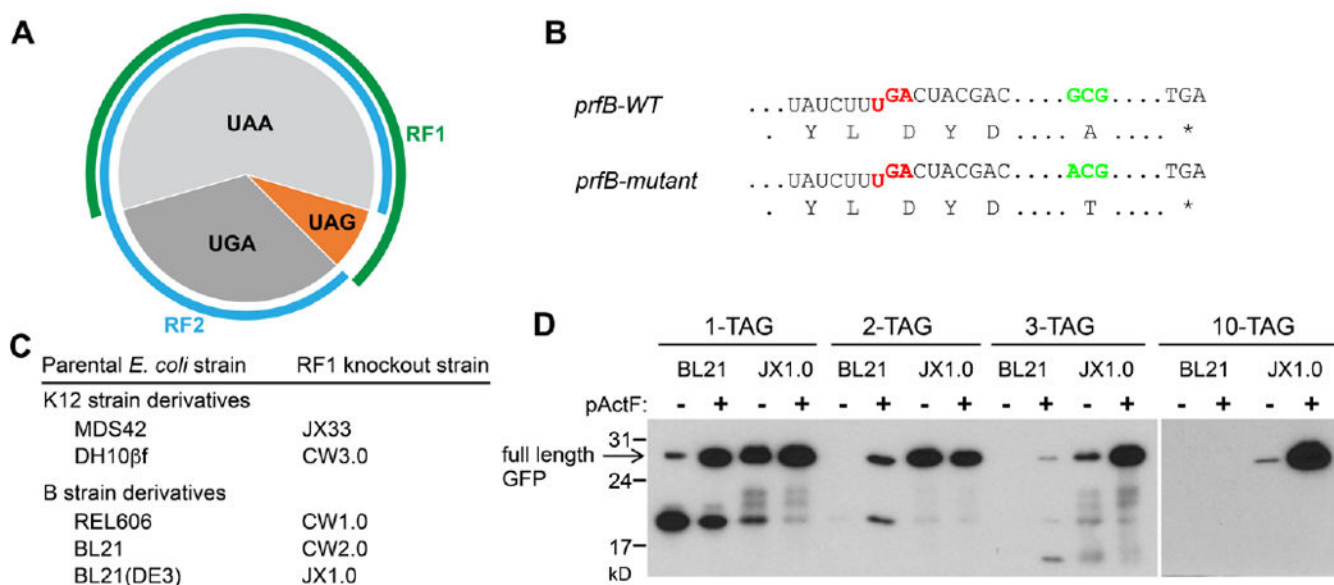 A
UAA
UAG
UGA
RF1
RF2
B
prfB-WT
...UAUCUUUGACUACGAC....GCG....TGA
. Y L D Y D .... A .... *
prfB-mutant
...UAUCUUUGACUACGAC....ACG....TGA
. Y L D Y D .... T .... *
C
Parental E. coli strain RF1 knockout strain
K12 strain derivatives
MDS42 JX33
DH10βf CW3.0
B strain derivatives
REL606 CW1.0
BL21 CW2.0
BL21(DE3) JX1.0
D
1-TAG 2-TAG 3-TAG 10-TAG
BL21 JX1.0 BL21 JX1.0 BL21 JX1.0 BL21 JX1.0
pActF: - + - + - + - + - + - + - + - +
31
full length
GFP
24
17
kD